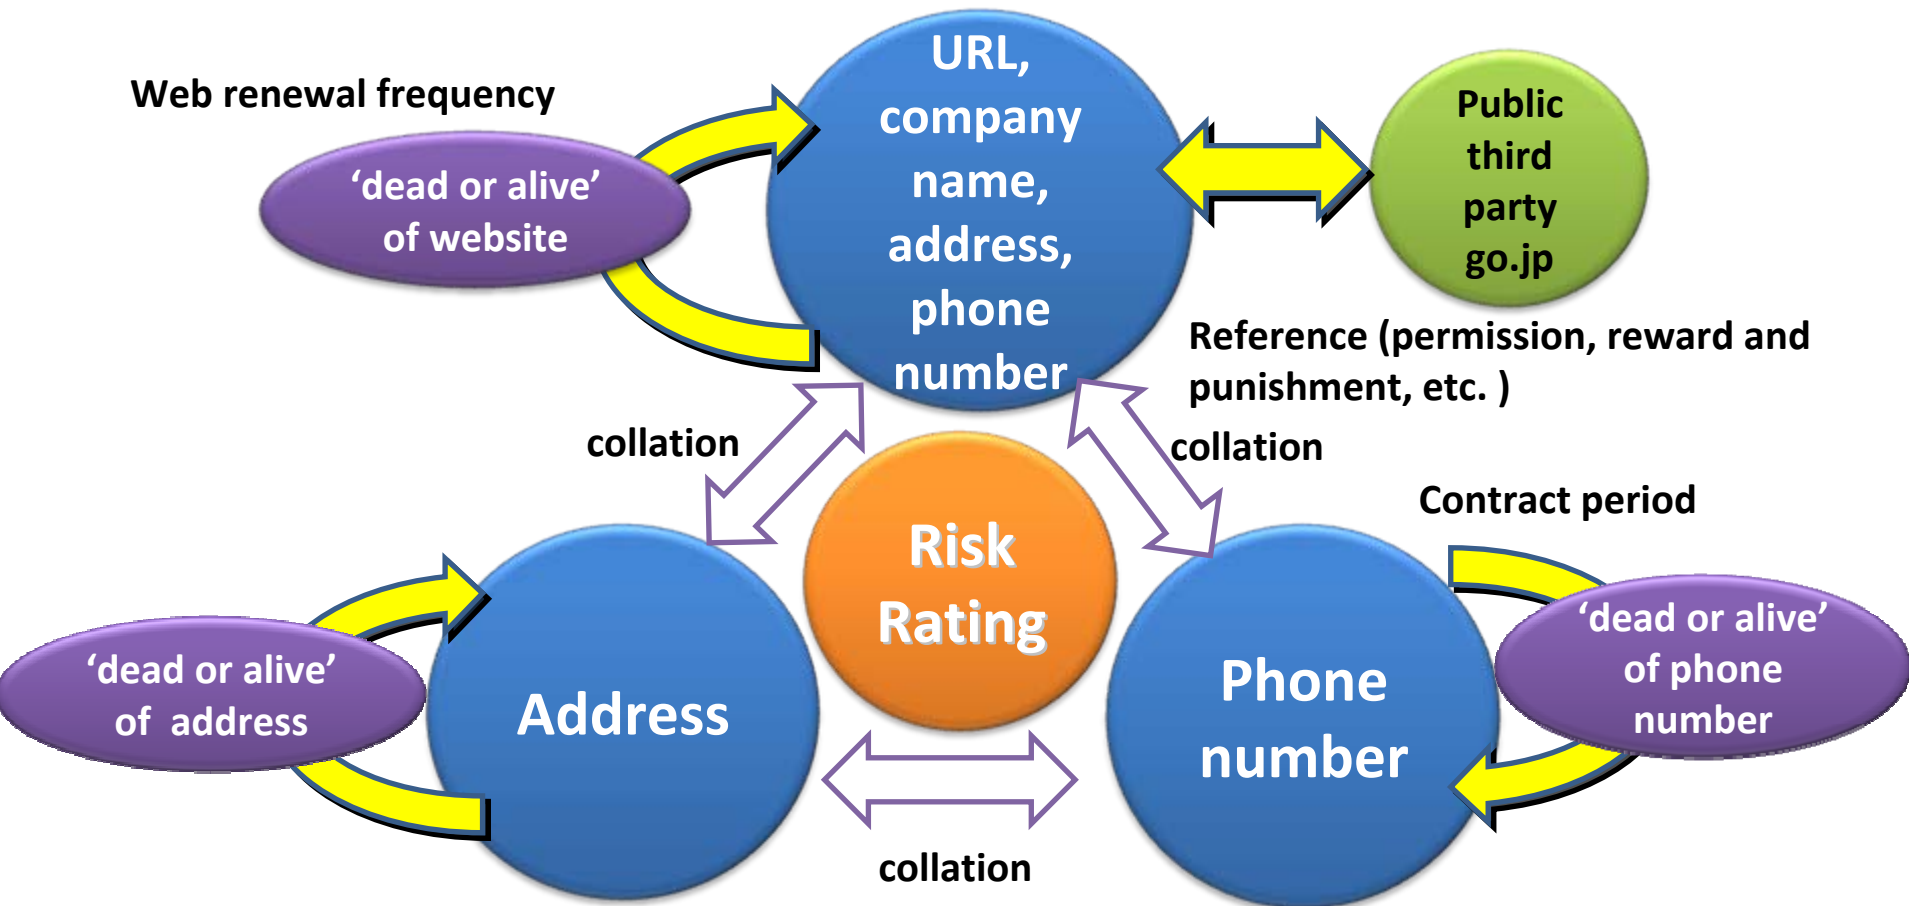 Web renewal frequency
‘dead or alive’
of website
URL,
company
name,
address,
phone
number
Public
third
party
go.jp
Reference (permission, reward and
punishment, etc. )
collation
collation
Risk
Rating
Contract period
‘dead or alive’
of address
Address
Phone
number
‘dead or alive’
of phone
number
collation